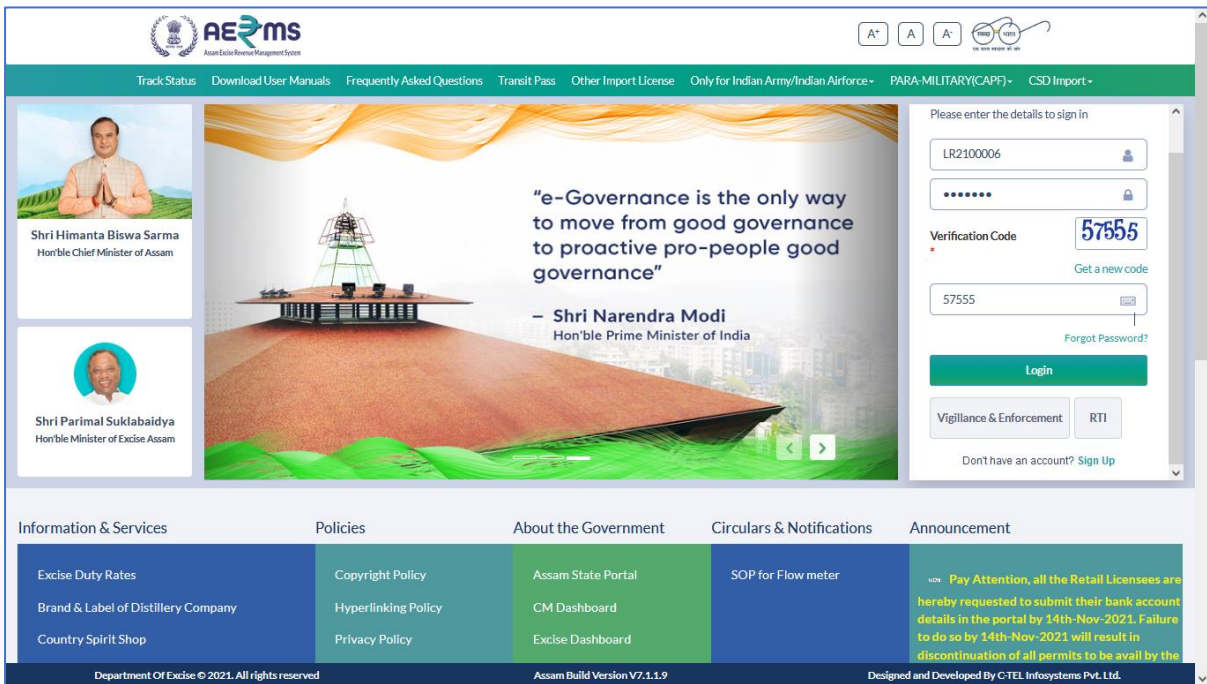 AERMS
Assam Excise Revenue Management System
A+ A A-
स्वच्छ भारत
एक कदम स्वच्छता की ओर
Track Status Download User Manuals Frequently Asked Questions Transit Pass Other Import License Only for Indian Army/Indian Airforce PARA-MILITARY(CAPF) CSD Import
Shri Himanta Biswa Sarma
Hon'ble Chief Minister of Assam
Shri Parimal Suklabaidya
Hon'ble Minister of Excise Assam
"e-Governance is the only way
to move from good governance
to proactive pro-people good
governance"
– Shri Narendra Modi
Hon'ble Prime Minister of India
Please enter the details to sign in
LR2100006
•••••••
Verification Code
*
57555
Get a new code
57555
Forgot Password?
Login
Vigillance & Enforcement RTI
Don't have an account? Sign Up
Information & Services
Excise Duty Rates
Brand & Label of Distillery Company
Country Spirit Shop
Policies
Copyright Policy
Hyperlinking Policy
Privacy Policy
About the Government
Assam State Portal
CM Dashboard
Excise Dashboard
Circulars & Notifications
SOP for Flow meter
Announcement
NEW Pay Attention, all the Retail Licensees are
hereby requested to submit their bank account
details in the portal by 14th-Nov-2021. Failure
to do so by 14th-Nov-2021 will result in
discontinuation of all permits to be avail by the
Department Of Excise © 2021. All rights reserved Assam Build Version V7.1.1.9 Designed and Developed By C-TEL Infosystems Pvt. Ltd.